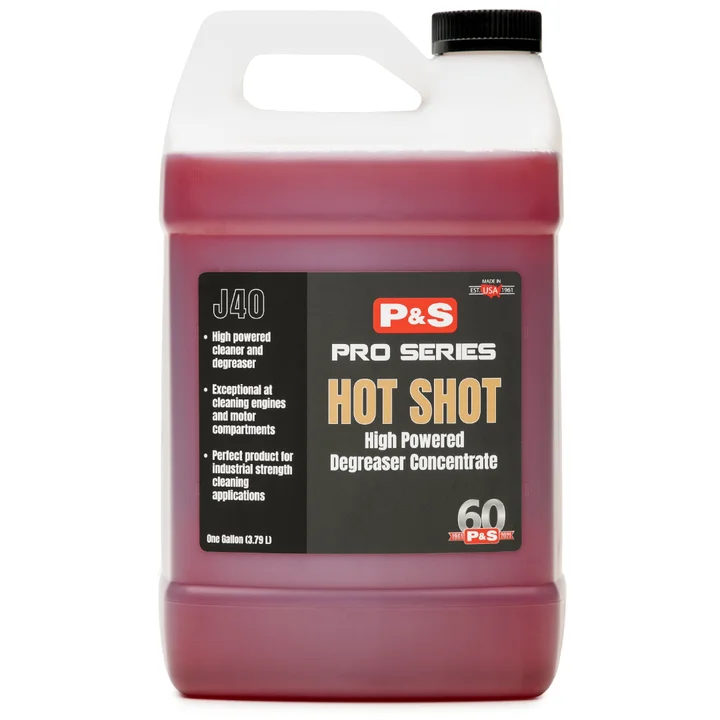 J40
• High powered
cleaner and
degreaser
• Exceptional at
cleaning engines
and motor
compartments
• Perfect product for
industrial strength
cleaning
applications
One Gallon (3.79 L)
MADE IN
EST. USA 1961
P&S
PRO SERIES
HOT SHOT
High Powered
Degreaser Concentrate
60
P&S